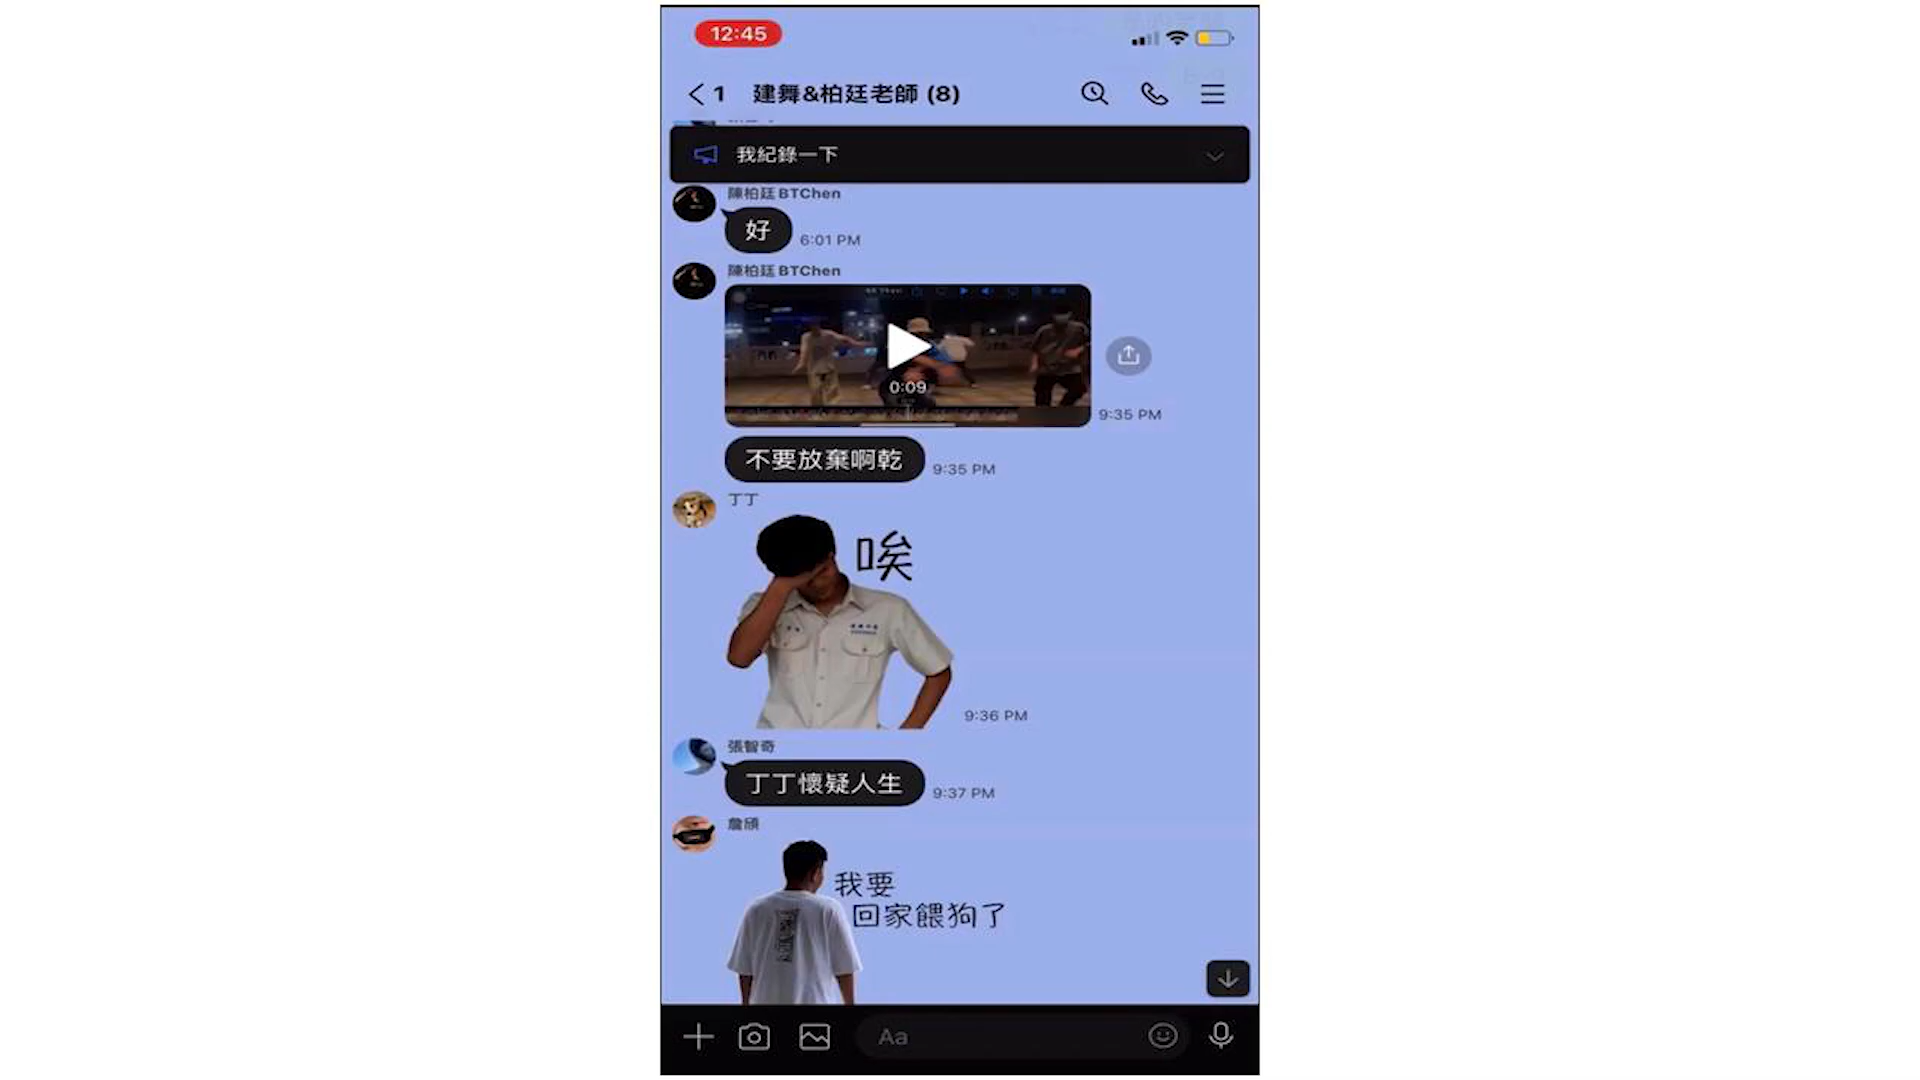 12:45
1 建舞&柏廷老師 (8)
我紀錄一下
陳柏廷 BTChen
好
6:01 PM
陳柏廷 BTChen
0:09
9:35 PM
不要放棄啊乾
9:35 PM
丁丁
唉
9:36 PM
張智奇
丁丁懷疑人生
9:37 PM
詹頎
我要
回家餵狗了
Aa